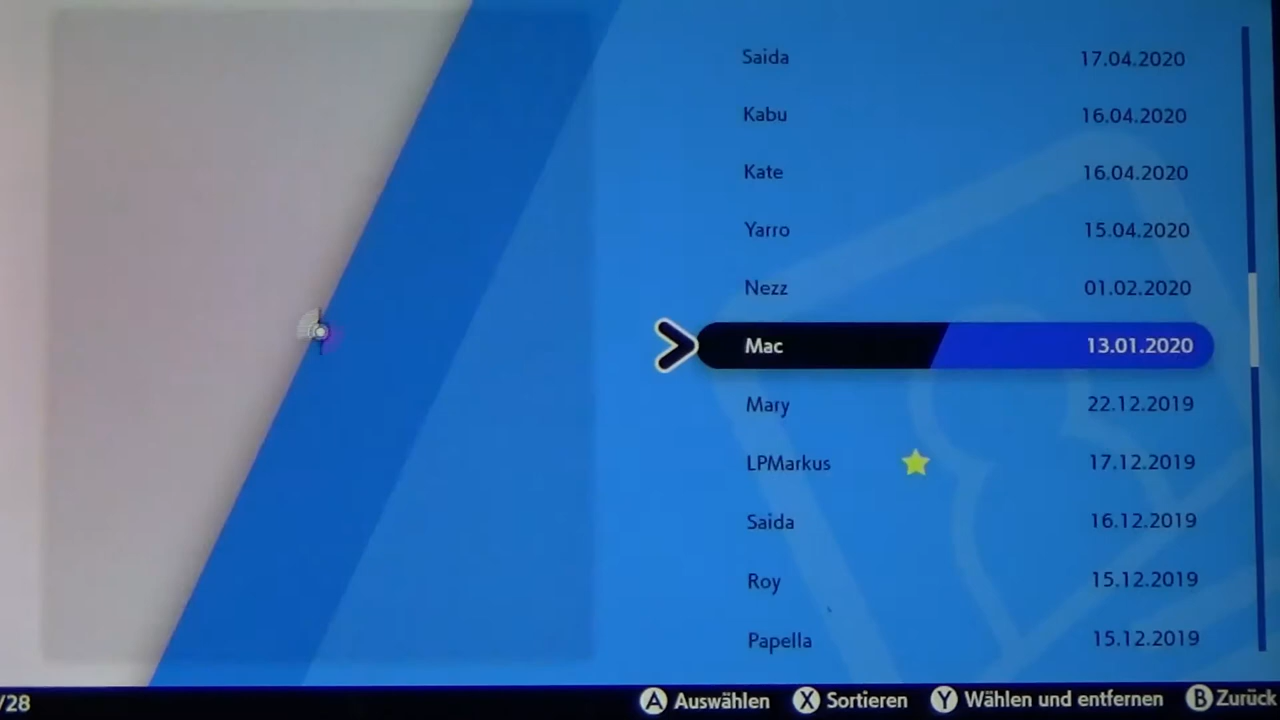 Saida 17.04.2020
Kabu 16.04.2020
Kate 16.04.2020
Yarro 15.04.2020
Nezz 01.02.2020
Mac 13.01.2020
Mary 22.12.2019
LPMarkus 17.12.2019
Saida 16.12.2019
Roy 15.12.2019
Papella 15.12.2019
/28 A Auswählen X Sortieren Y Wählen und entfernen B Zurück